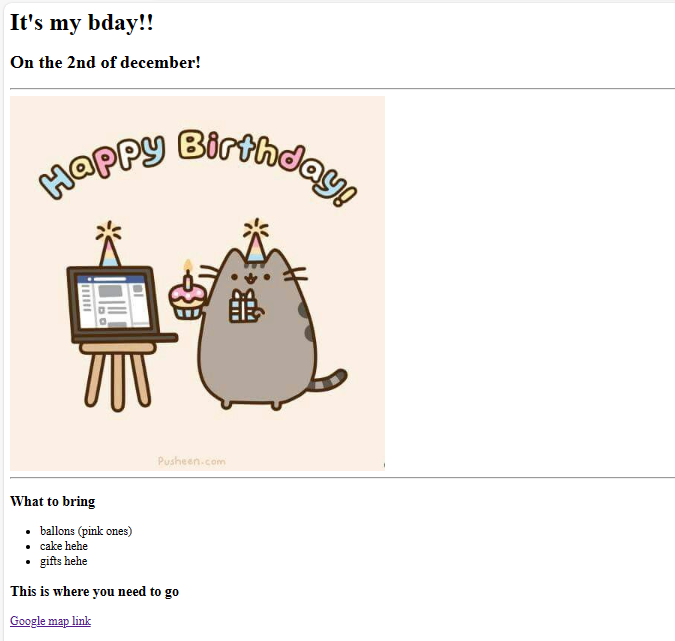 It's my bday!!
On the 2nd of december!
Happy Birthday!
Pusheen.com
What to bring
ballons (pink ones)
cake hehe
gifts hehe
This is where you need to go
Google map link